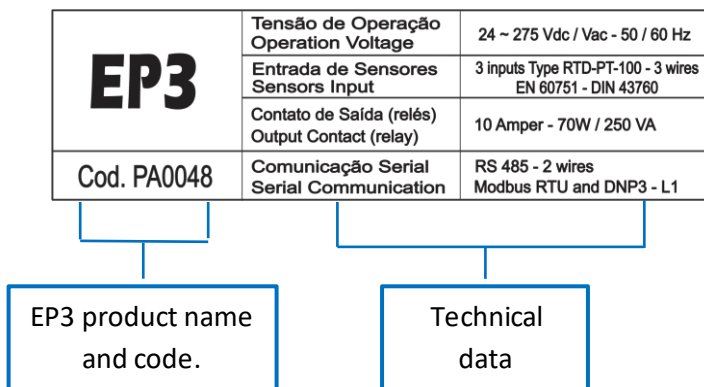 EP3
Tensão de Operação
Operation Voltage
24 ~ 275 Vdc / Vac - 50 / 60 Hz
Entrada de Sensores
Sensors Input
3 inputs Type RTD-PT-100 - 3 wires
EN 60751 - DIN 43760
Contato de Saída (relés)
Output Contact (relay)
10 Amper - 70W / 250 VA
Cod. PA0048
Comunicação Serial
Serial Communication
RS 485 - 2 wires
Modbus RTU and DNP3 - L1
EP3 product name
and code.
Technical
data